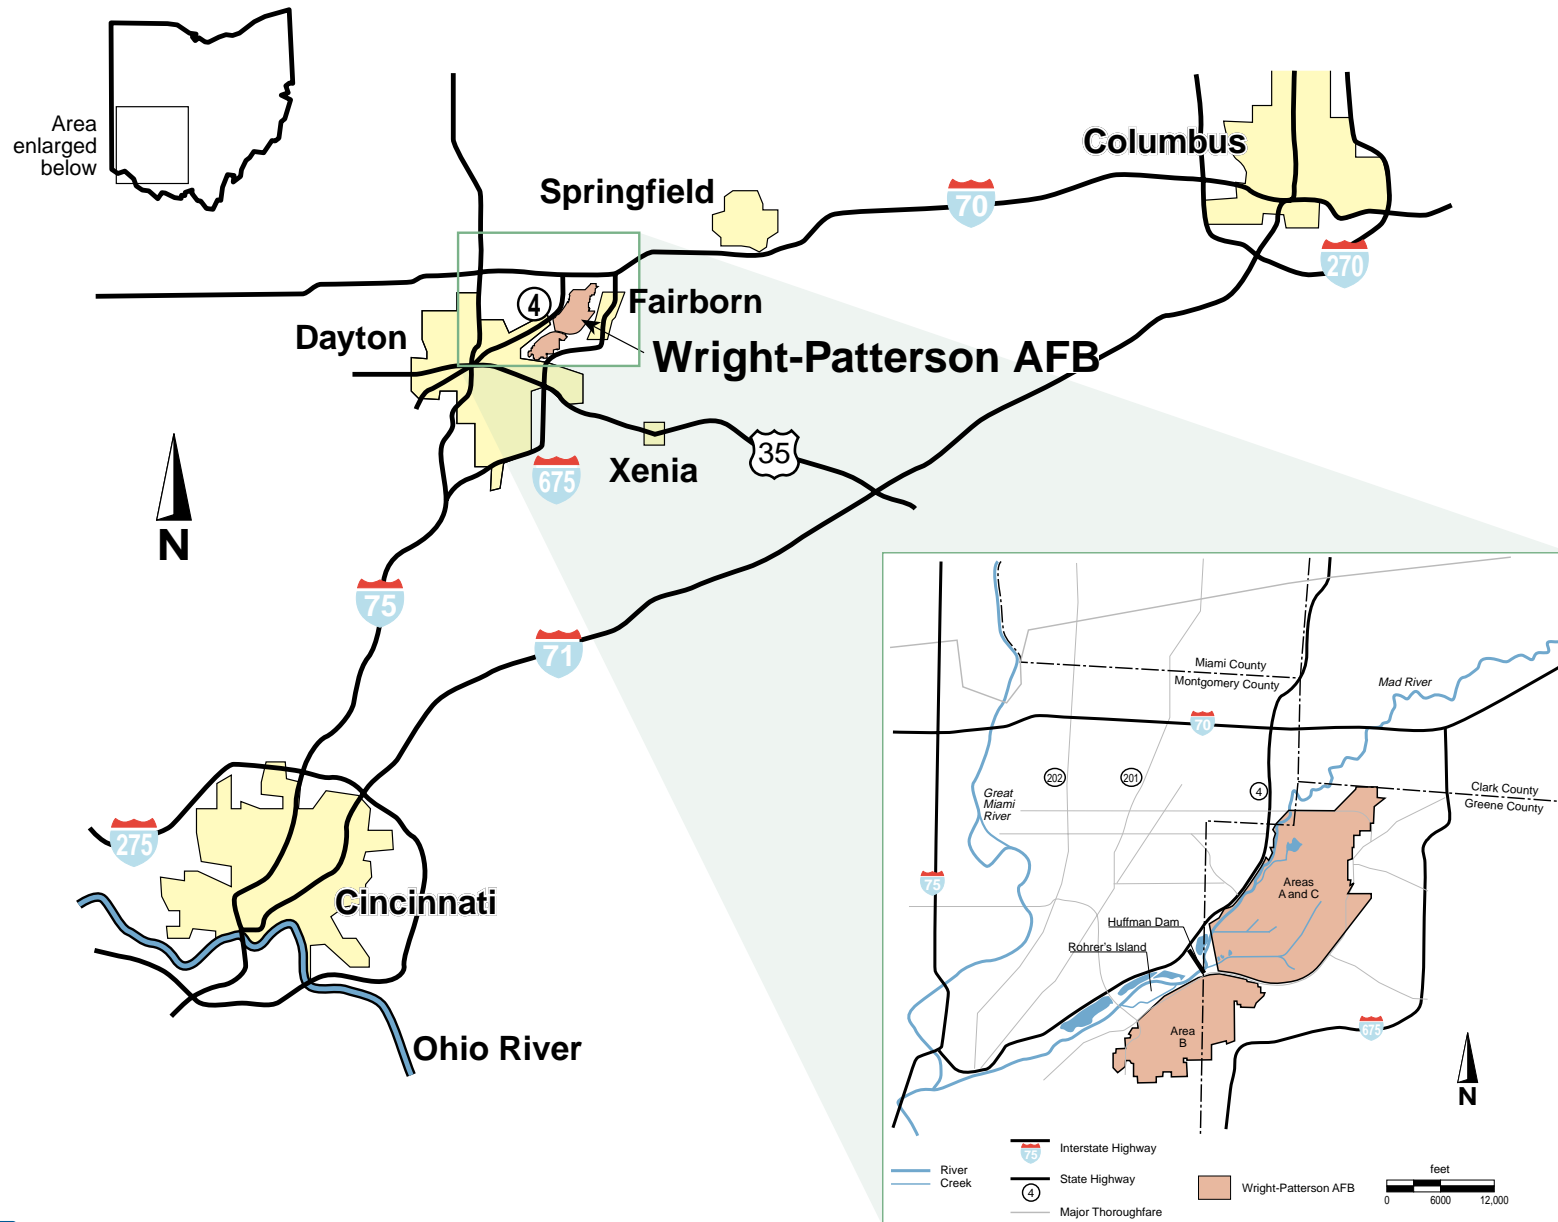 Area
enlarged
below
Columbus
Springfield
70
270
4
Fairborn
Dayton
Wright-Patterson AFB
35
Xenia
675
N
75
71
275
Cincinnati
Ohio River
Miami County
Montgomery County
Mad River
70
202
201
4
Great
Miami
River
Clark County
Greene County
75
Areas
A and C
Huffman Dam
Rohrer's Island
Area
B
675
N
75
Interstate Highway
River
Creek
State Highway
4
Major Thoroughfare
Wright-Patterson AFB
feet
0 6000 12,000